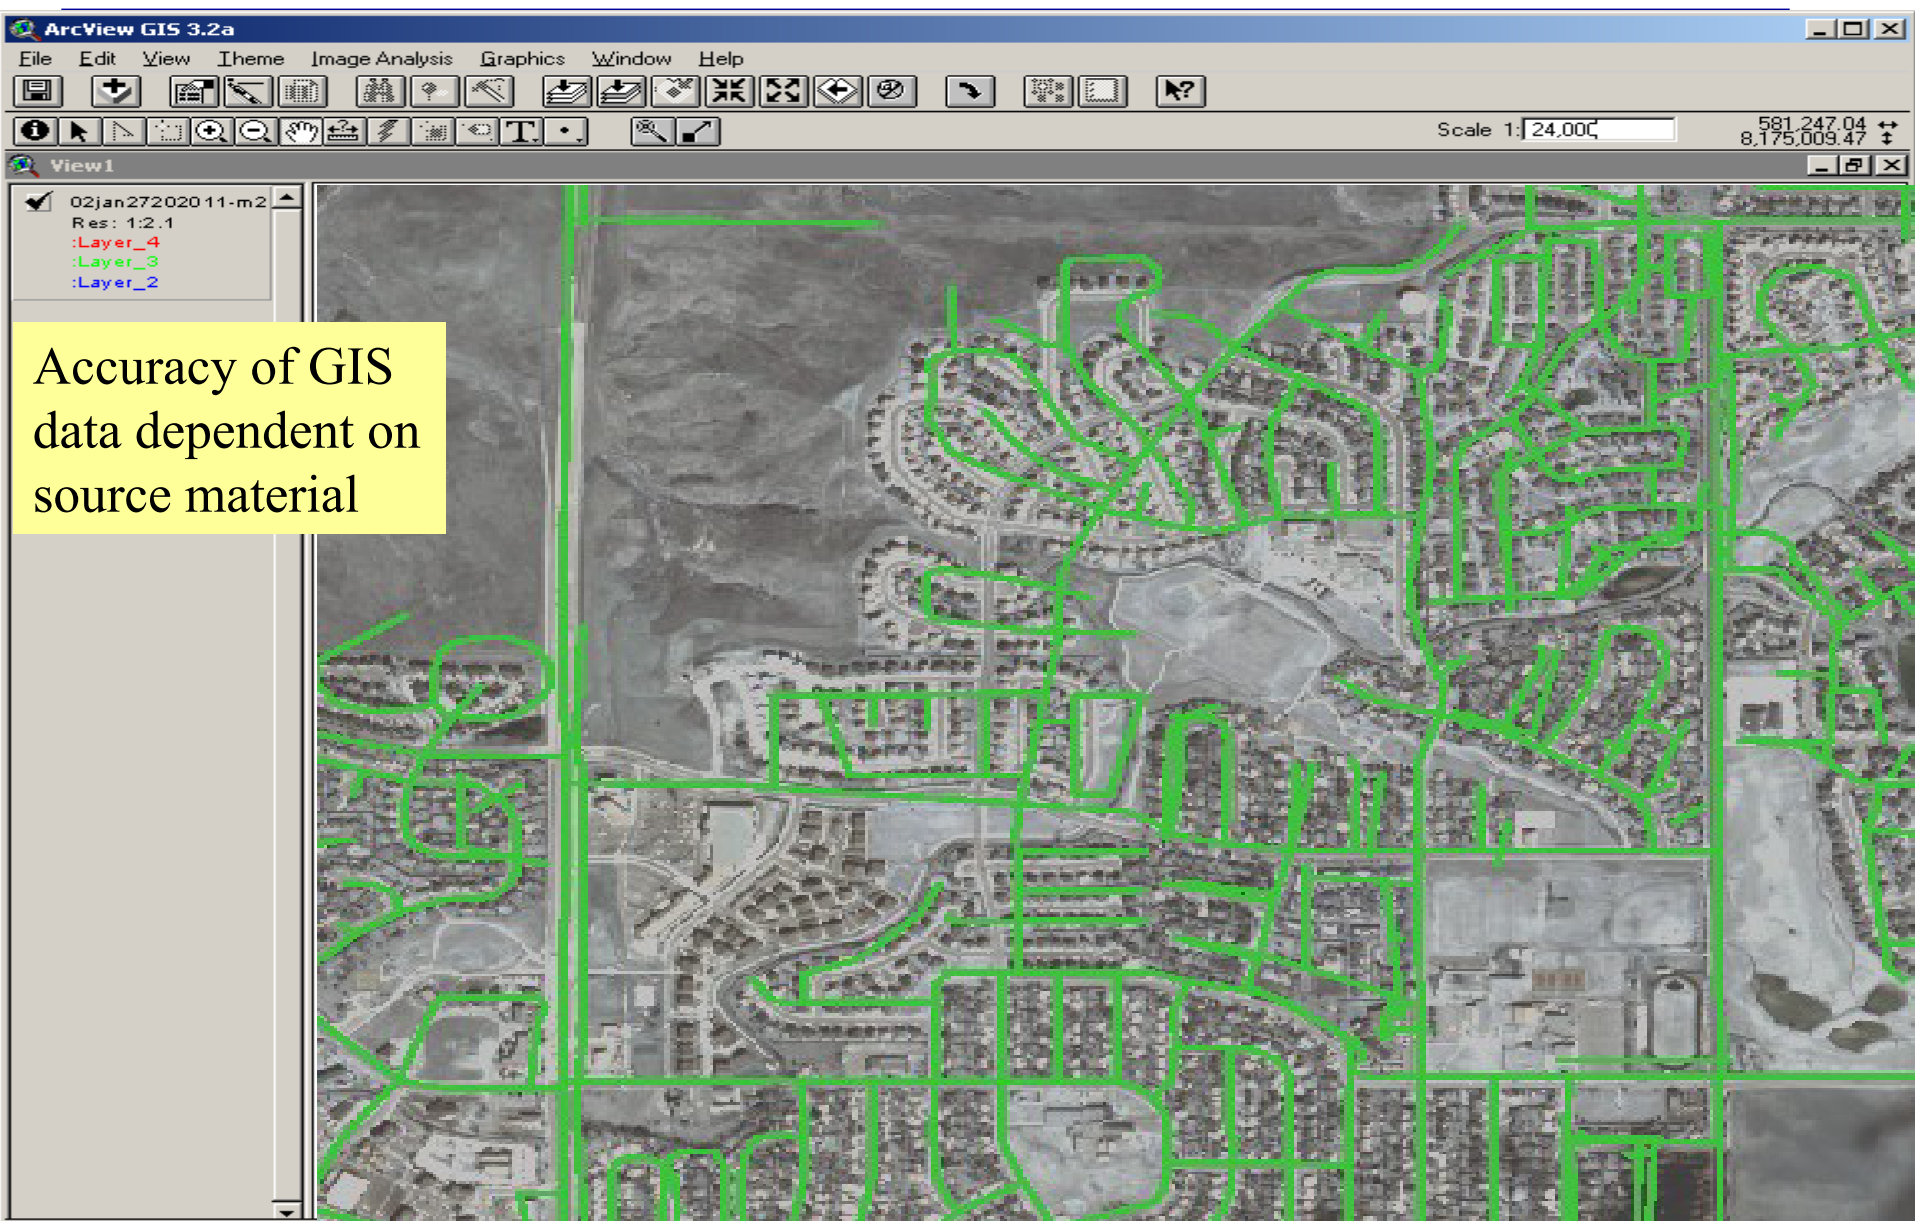 ArcView GIS 3.2a
File Edit View Theme Image Analysis Graphics Window Help
Scale 1: 24,000
581,247.04
8,175,009.47
View1
02jan27202011-m2
Res: 1:2.1
:Layer_4
:Layer_3
:Layer_2
Accuracy of GIS
data dependent on
source material